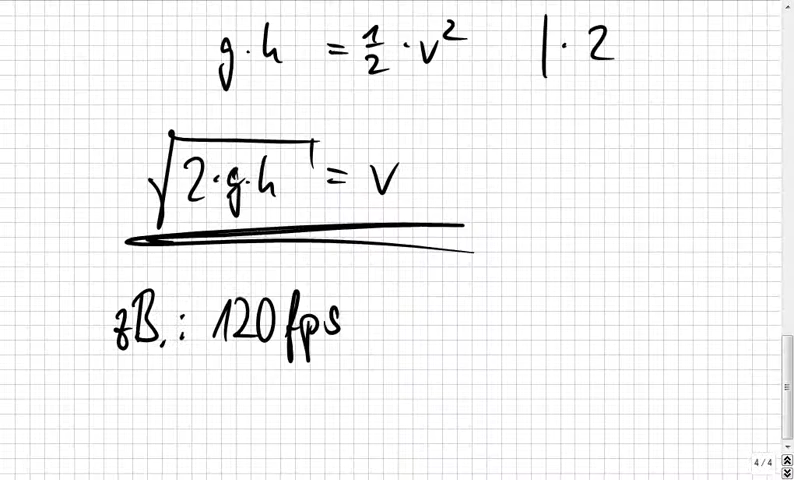 g·h = 1/2 · v² | · 2
√2·g·h = v
zB.: 120 fps
4/4